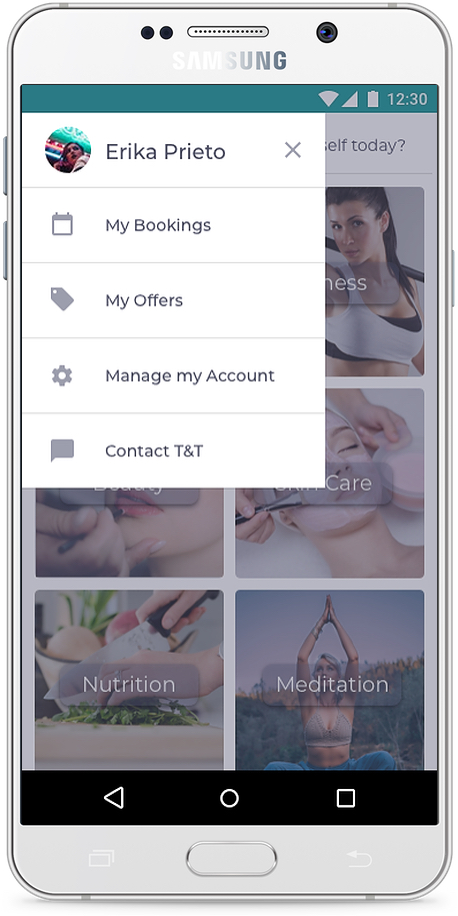 SAMSUNG
12:30
Erika Prieto
self today?
My Bookings
My Offers
Manage my Account
Contact T&T
ness
Beauty
Skin Care
Nutrition
Meditation